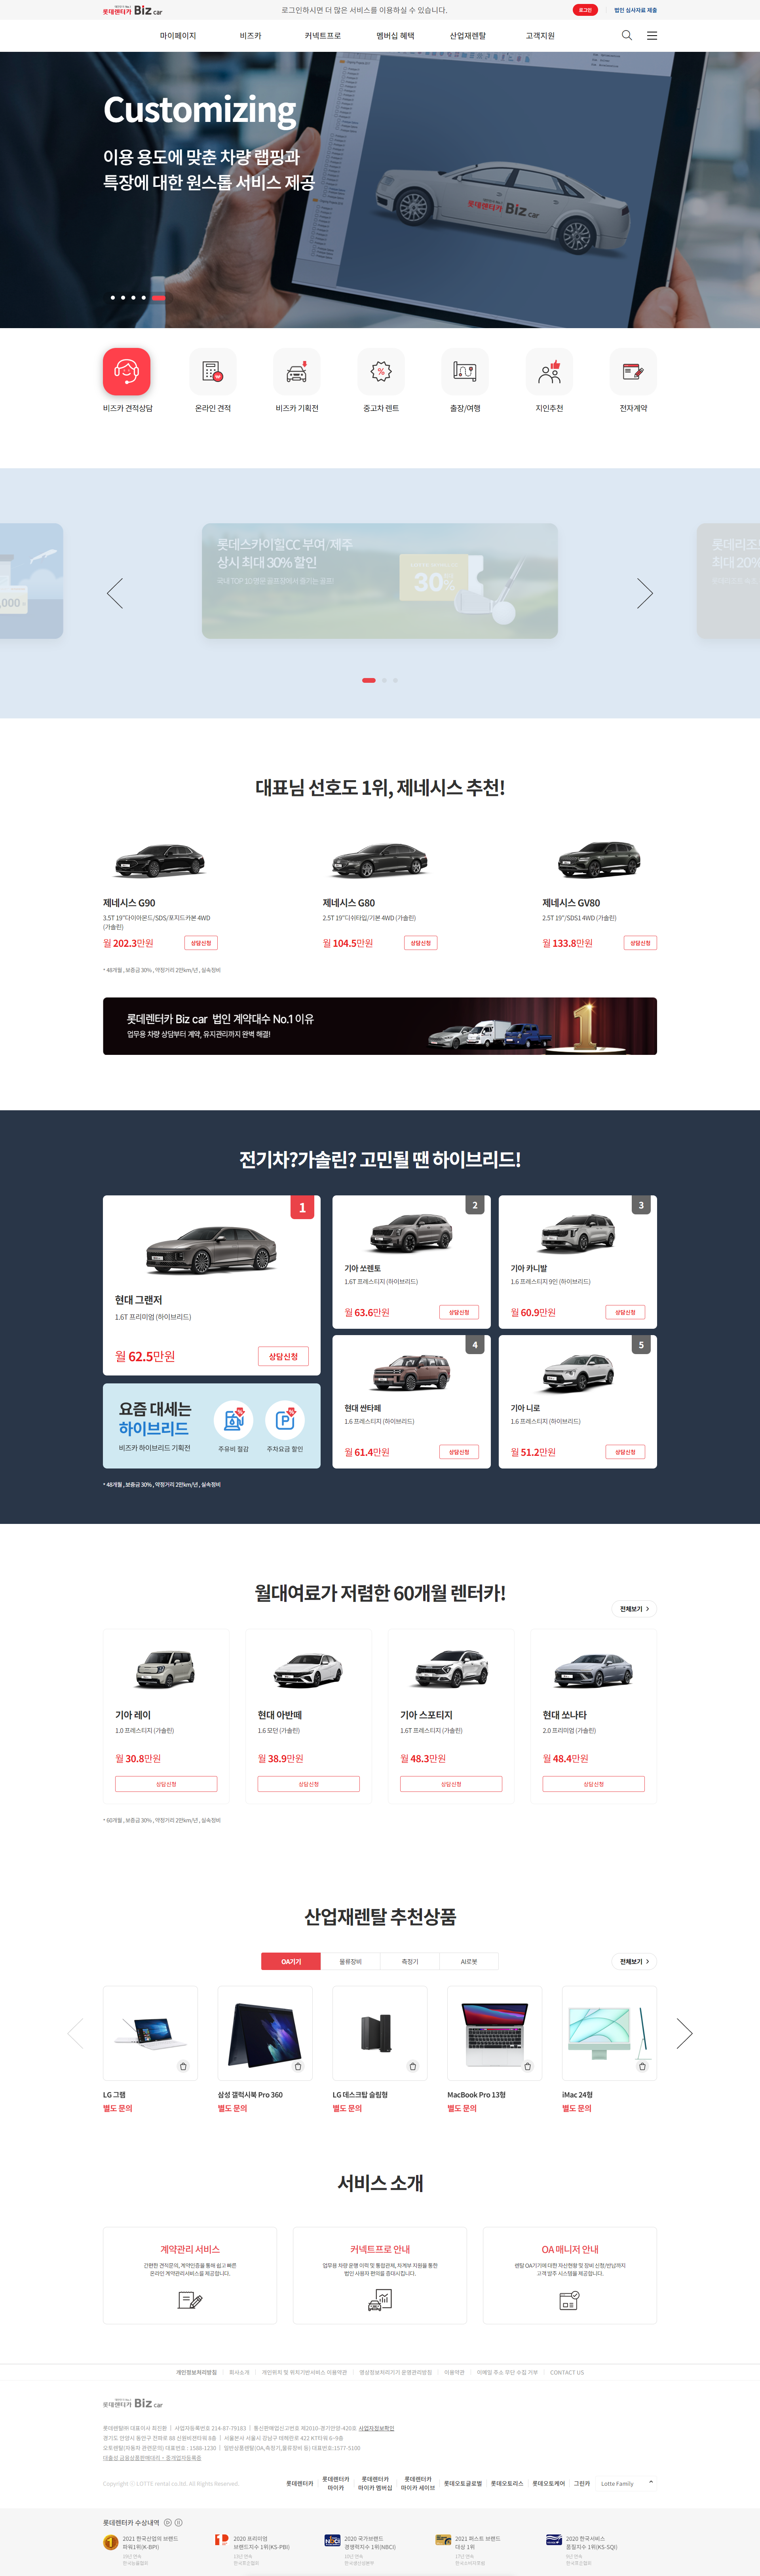 롯데렌터카 Biz car
로그인하시면 더 많은 서비스를 이용하실 수 있습니다.
로그인
법인 심사자료 제출
마이페이지
비즈카
커넥트프로
멤버십 혜택
산업재렌탈
고객지원
Customizing
이용 용도에 맞춘 차량 랩핑과
특장에 대한 원스톱 서비스 제공
롯데렌터카 Biz car
비즈카 견적상담
온라인 견적
비즈카 기획전
중고차 렌트
출장/여행
지인추천
전자계약
롯데스카이힐CC 부여/제주
상시 최대 30% 할인
국내 TOP 10 명문 골프장에서 즐기는 골프!
30
롯데리조트
최대 20%
대표님 선호도 1위, 제네시스 추천!
제네시스 G90
3.5T 19"다이아몬드/SDS/포지드카본 4WD
(가솔린)
월 202.3만원
상담신청
제네시스 G80
2.5T 19"디쉬타입/기본 4WD (가솔린)
월 104.5만원
상담신청
제네시스 GV80
2.5T 19"/SDS1 4WD (가솔린)
월 133.8만원
상담신청
* 48개월 , 보증금 30% , 약정거리 2만km/년 , 실속정비
롯데렌터카 Biz car 법인 계약대수 No.1 이유
업무용 차량 상담부터 계약, 유지관리까지 완벽 해결!
1
전기차?가솔린? 고민될 땐 하이브리드!
1
현대 그랜저
1.6T 프리미엄 (하이브리드)
월 62.5만원
상담신청
2
기아 쏘렌토
1.6T 프레스티지 (하이브리드)
월 63.6만원
상담신청
3
기아 카니발
1.6 프레스티지 9인 (하이브리드)
월 60.9만원
상담신청
4
현대 싼타페
1.6 프레스티지 (하이브리드)
월 61.4만원
상담신청
5
기아 니로
1.6 프레스티지 (하이브리드)
월 51.2만원
상담신청
요즘 대세는
하이브리드
비즈카 하이브리드 기획전
주유비 절감
주차요금 할인
* 48개월 , 보증금 30% , 약정거리 2만km/년 , 실속정비
월대여료가 저렴한 60개월 렌터카!
전체보기
기아 레이
1.0 프레스티지 (가솔린)
월 30.8만원
상담신청
현대 아반떼
1.6 모던 (가솔린)
월 38.9만원
상담신청
기아 스포티지
1.6T 프레스티지 (가솔린)
월 48.3만원
상담신청
현대 쏘나타
2.0 프리미엄 (가솔린)
월 48.4만원
상담신청
* 60개월 , 보증금 30% , 약정거리 2만km/년 , 실속정비
산업재렌탈 추천상품
OA기기
물류장비
측정기
AI로봇
전체보기
LG 그램
별도 문의
삼성 갤럭시북 Pro 360
별도 문의
LG 데스크탑 슬림형
별도 문의
MacBook Pro 13형
별도 문의
iMac 24형
별도 문의
서비스 소개
계약관리 서비스
간편한 견적문의, 계약인증을 통해 쉽고 빠른
온라인 계약관리서비스를 제공합니다.
커넥트프로 안내
업무용 차량 운행 이력 및 통합관제, 차계부 지원을 통한
법인 사용자 편의를 증대시킵니다.
OA 매니저 안내
렌탈 OA기기에 대한 자산현황 및 장비 신청/반납까지
고객 맞춤 시스템을 제공합니다.
개인정보처리방침
회사소개
개인위치 및 위치기반서비스 이용약관
영상정보처리기기 운영관리방침
이용약관
이메일 주소 무단 수집 거부
CONTACT US
롯데렌터카 Biz car
롯데렌탈㈜ 대표이사 최진환 | 사업자등록번호 214-87-79183 | 통신판매업신고번호 제2010-경기안양-420호 사업자정보확인
경기도 안양시 동안구 전파로 88 신원비전타워 8층 | 서울본사 서울시 강남구 테헤란로 422 KT타워 6~9층
오토렌탈(자동차 관련문의) 대표번호 : 1588-1230 | 일반상품렌탈(OA,측정기,물류장비 등) 대표번호:1577-5600
대출성 금융상품판매대리 • 중개업자등록증
Copyright ⓒ LOTTE rental co.ltd. All Rights Reserved.
롯데렌터카
롯데렌터카
마이카
롯데렌터카
마이카 멤버십
롯데렌터카
마이카 세이브
롯데오토글로벌
롯데오토리스
롯데오토케어
그린카
Lotte Family
롯데렌터카 수상내역
2021 한국산업의 브랜드
파워1위(K-BPI)
2020 프리미엄
브랜드지수 1위(KS-PBI)
2020 국가브랜드
경쟁력지수 1위(NBCI)
2021 퍼스트 브랜드
대상 1위
2020 한국서비스
품질지수 1위(KS-SQI)